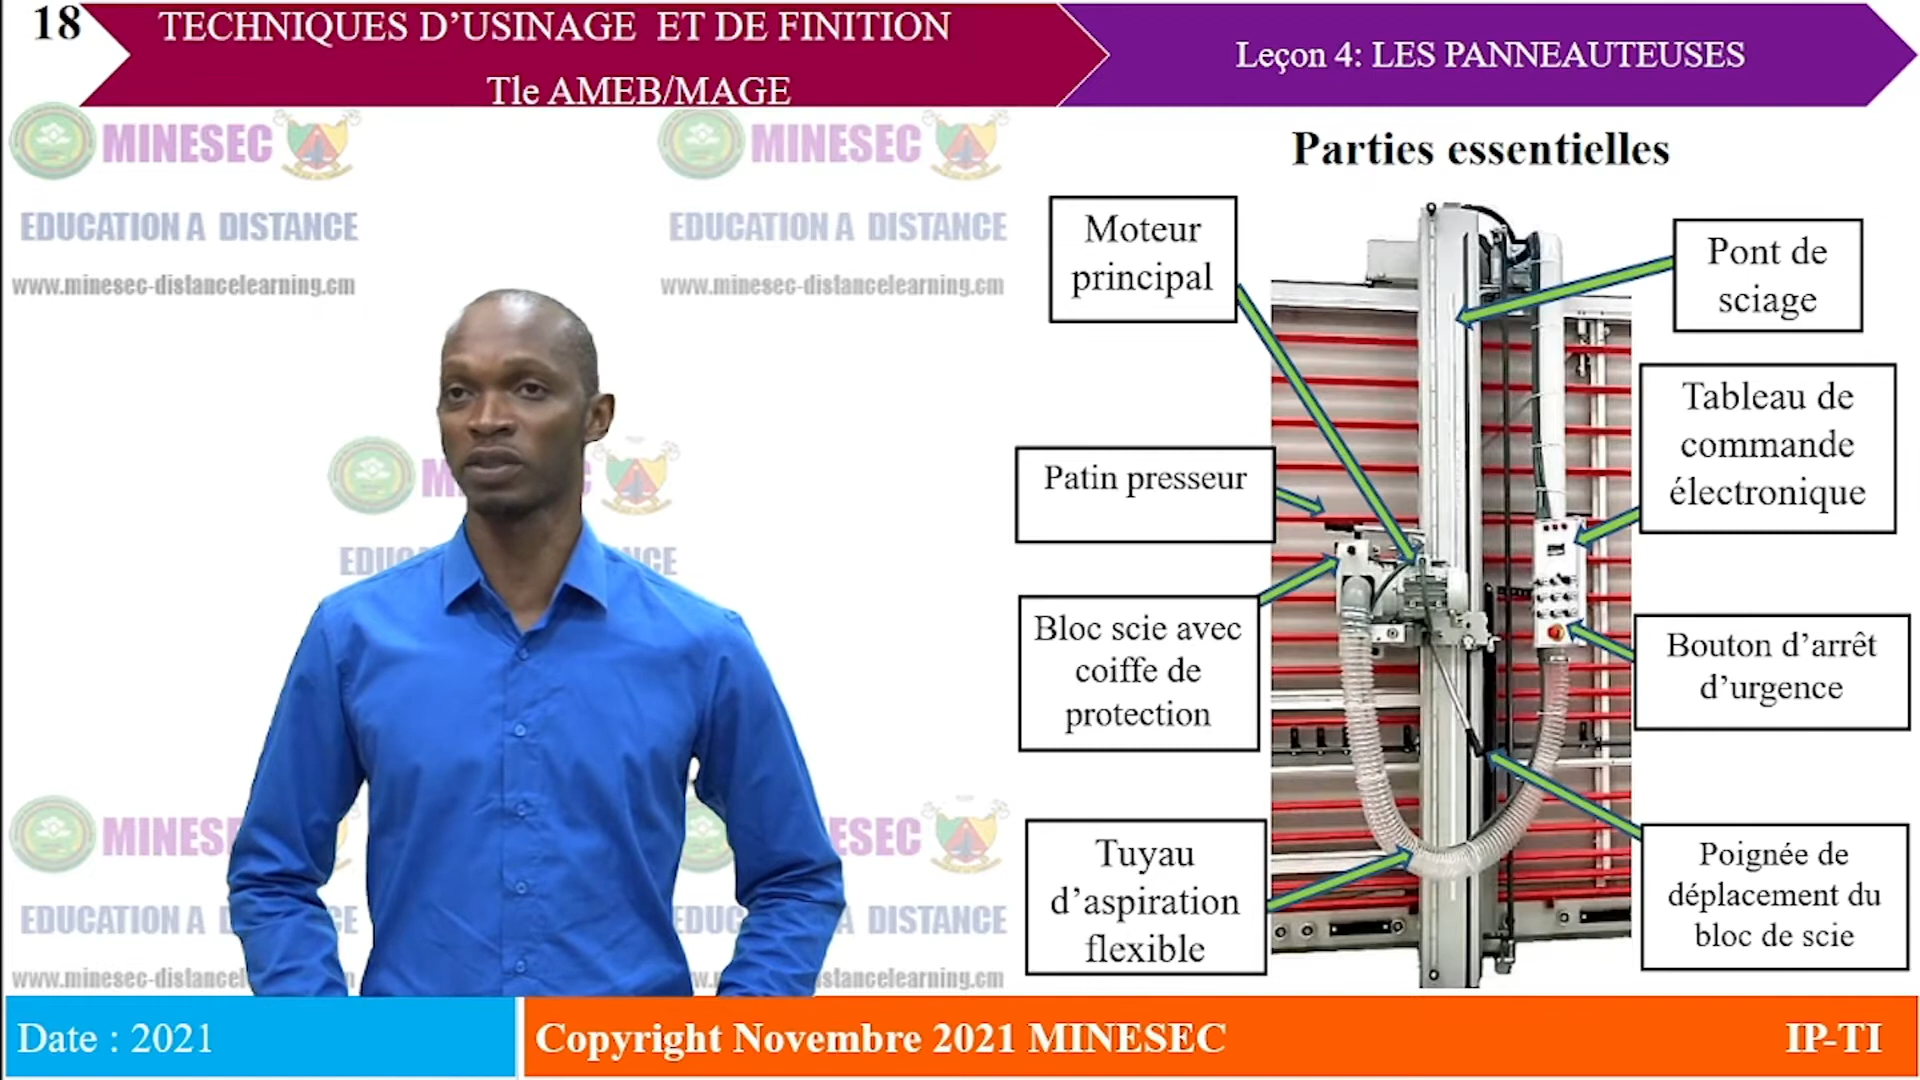 18
TECHNIQUES D’USINAGE ET DE FINITION
Tle AMEB/MAGE
Leçon 4: LES PANNEAUTEUSES
MINESEC
EDUCATION A DISTANCE
www.minesec-distancelearning.cm
MINESEC
EDUCATION A DISTANCE
www.minesec-distancelearning.cm
Parties essentielles
Moteur
principal
Pont de
sciage
Tableau de
commande
électronique
Patin presseur
Bloc scie avec
coiffe de
protection
Bouton d’arrêt
d’urgence
Tuyau
d’aspiration
flexible
Poignée de
déplacement du
bloc de scie
Date : 2021
Copyright Novembre 2021 MINESEC
IP-TI